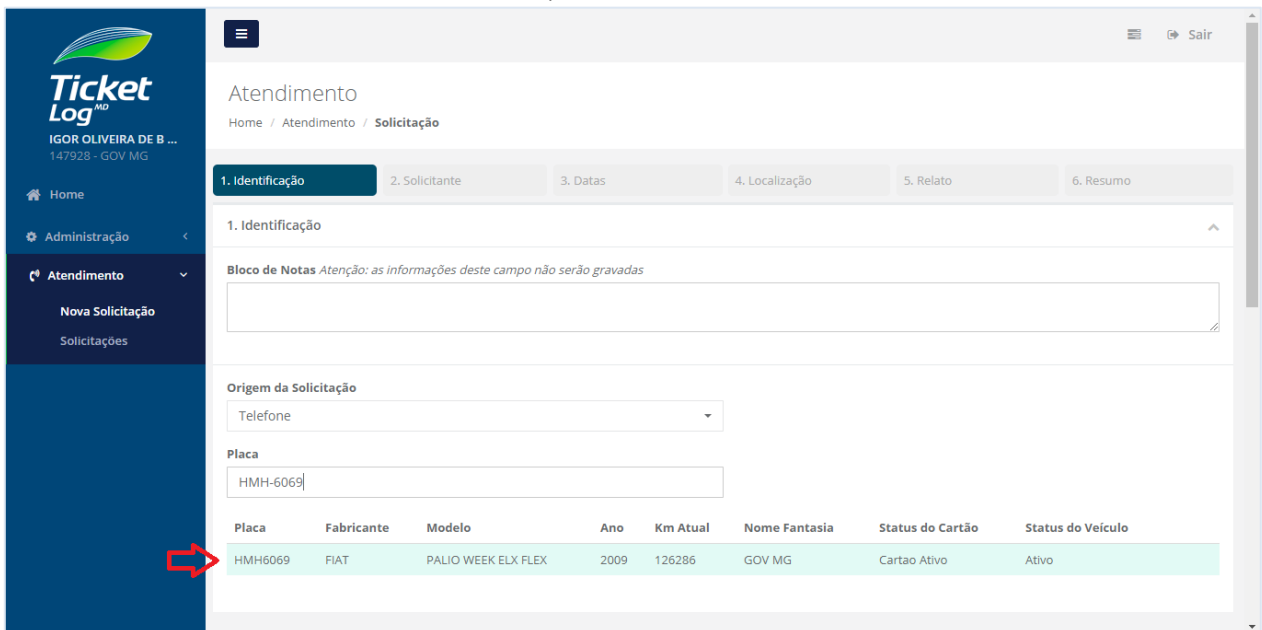 Sair
Ticket
Log MD
IGOR OLIVEIRA DE B ...
147928 - GOV MG
Home
Administração
Atendimento
Nova Solicitação
Solicitações
Atendimento
Home / Atendimento / Solicitação
1. Identificação 2. Solicitante 3. Datas 4. Localização 5. Relato 6. Resumo
1. Identificação
Bloco de Notas Atenção: as informações deste campo não serão gravadas
Origem da Solicitação
Telefone
Placa
HMH-6069
Placa Fabricante Modelo Ano Km Atual Nome Fantasia Status do Cartão Status do Veículo
HMH6069 FIAT PALIO WEEK ELX FLEX 2009 126286 GOV MG Cartao Ativo Ativo